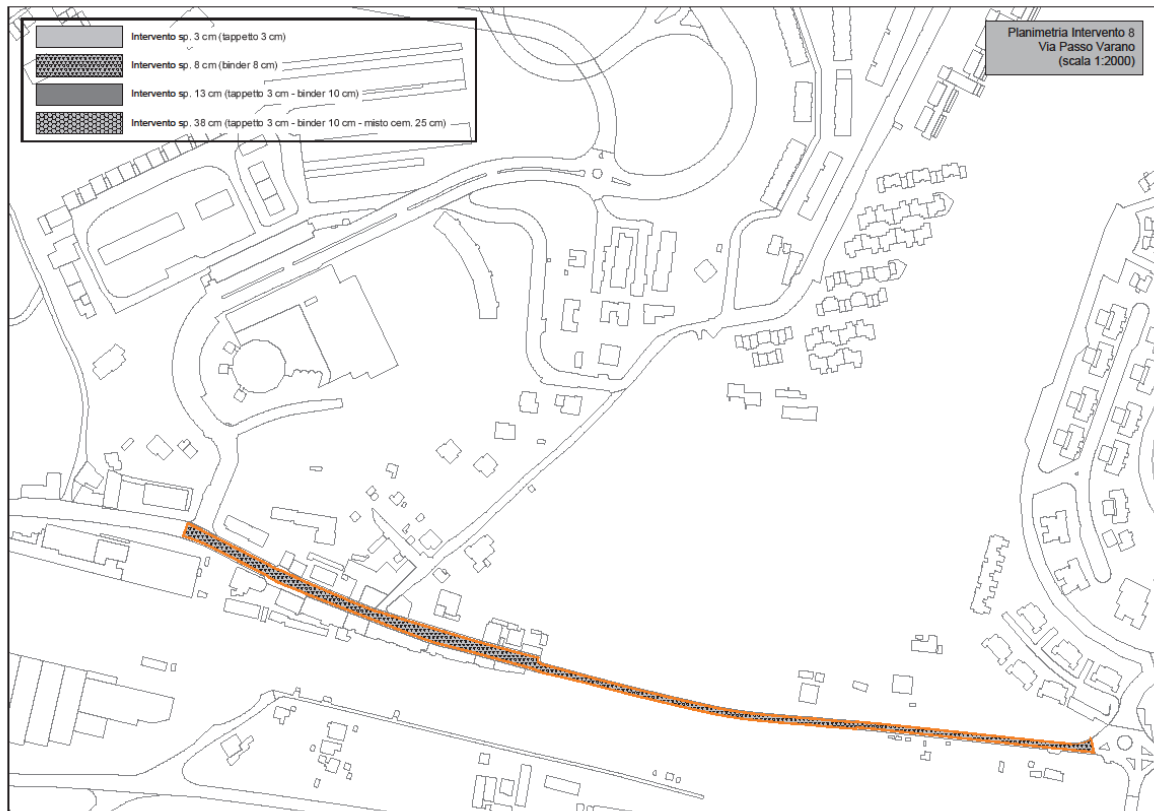 Intervento sp. 3 cm (tappetto 3 cm)
Intervento sp. 8 cm (binder 8 cm)
Intervento sp. 13 cm (tappetto 3 cm - binder 10 cm)
Intervento sp. 38 cm (tappetto 3 cm - binder 10 cm - misto cem. 25 cm)
Planimetria Intervento 8
Via Passo Varano
(scala 1:2000)